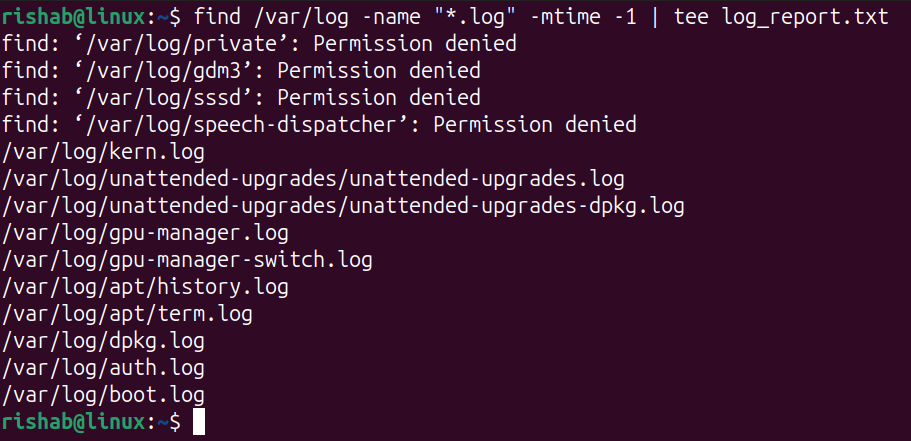 rishab@linux:~$ find /var/log -name "*.log" -mtime -1 | tee log_report.txt
find: ‘/var/log/private’: Permission denied
find: ‘/var/log/gdm3’: Permission denied
find: ‘/var/log/sssd’: Permission denied
find: ‘/var/log/speech-dispatcher’: Permission denied
/var/log/kern.log
/var/log/unattended-upgrades/unattended-upgrades.log
/var/log/unattended-upgrades/unattended-upgrades-dpkg.log
/var/log/gpu-manager.log
/var/log/gpu-manager-switch.log
/var/log/apt/history.log
/var/log/apt/term.log
/var/log/dpkg.log
/var/log/auth.log
/var/log/boot.log
rishab@linux:~$